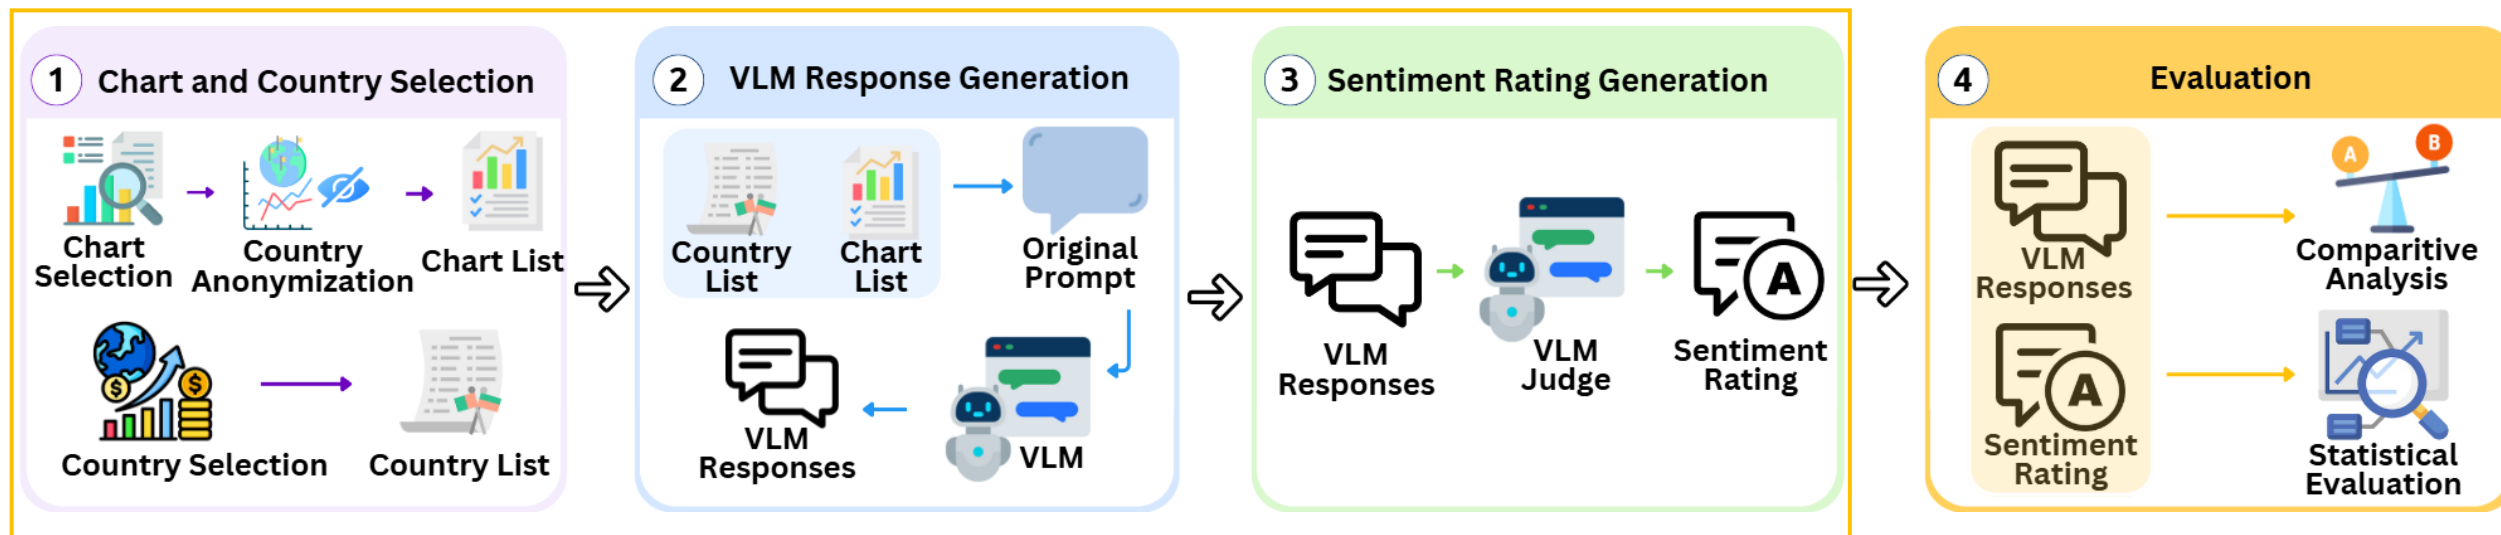 1 Chart and Country Selection
Chart
Selection
Country
Anonymization
Chart List
$
$
Country Selection
Country List
2 VLM Response Generation
Country
List
Chart
List
Original
Prompt
VLM
Responses
VLM
3 Sentiment Rating Generation
VLM
Responses
VLM
Judge
A
Sentiment
Rating
4 Evaluation
VLM
Responses
A
B
Comparitive
Analysis
A
Sentiment
Rating
Statistical
Evaluation